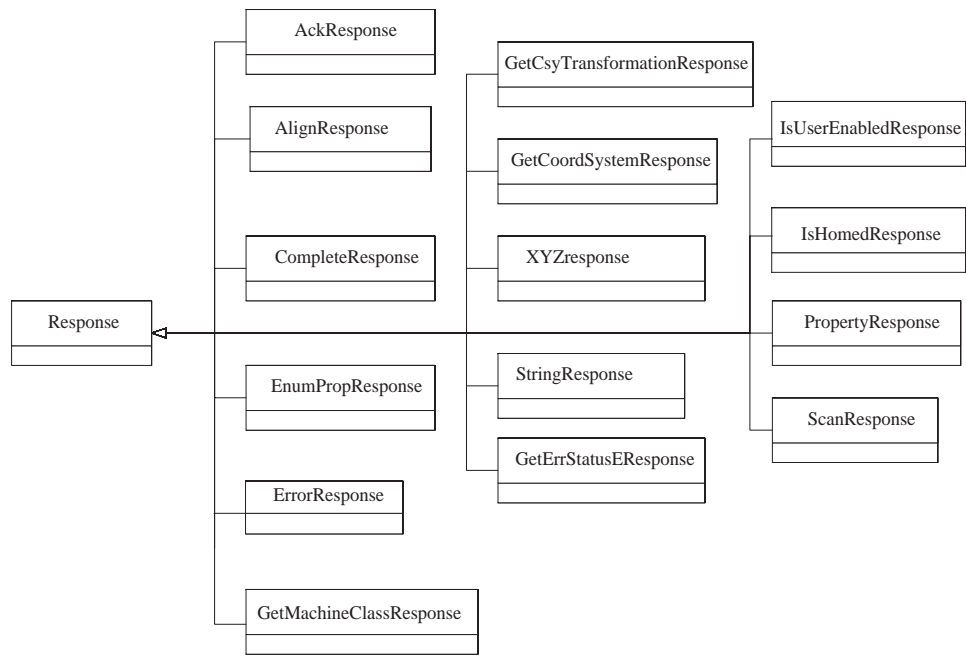 Response
AckResponse
AlignResponse
CompleteResponse
EnumPropResponse
ErrorResponse
GetMachineClassResponse
GetCsyTransformationResponse
GetCoordSystemResponse
XYZresponse
StringResponse
GetErrStatusEResponse
IsUserEnabledResponse
IsHomedResponse
PropertyResponse
ScanResponse